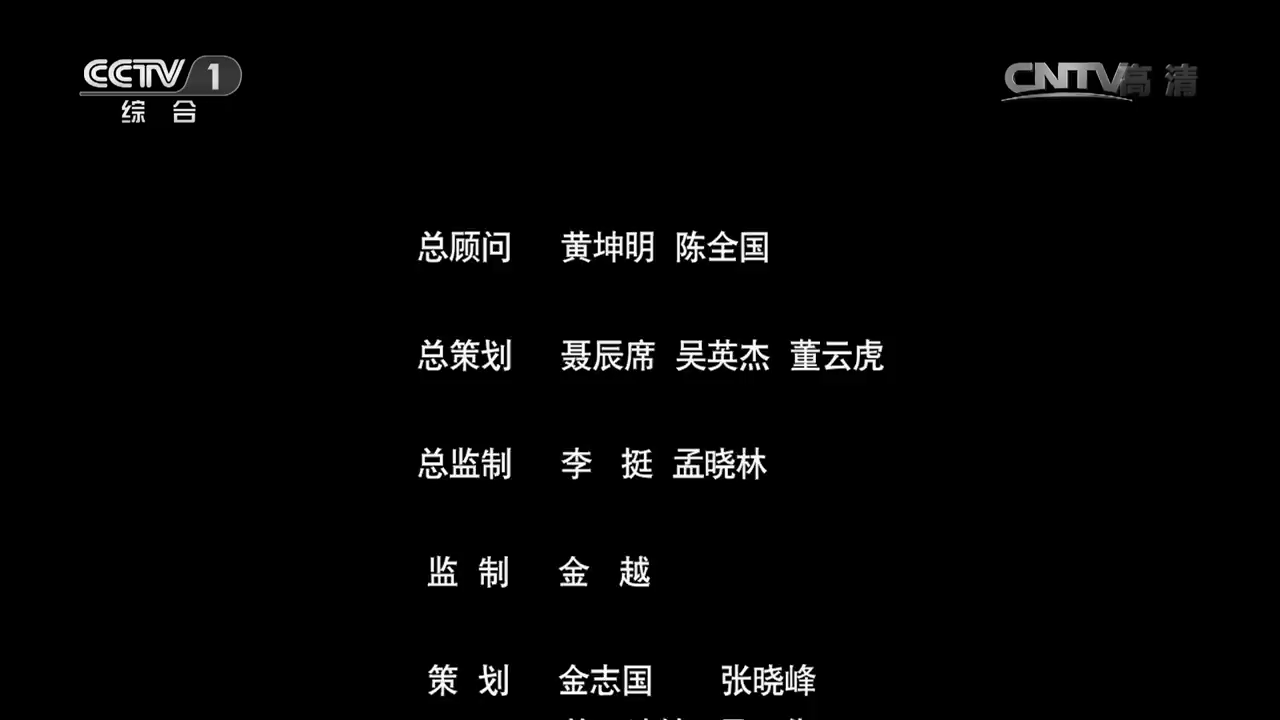 CCTV 1
综合
CNTV高清
总顾问 黄坤明 陈全国
总策划 聂辰席 吴英杰 董云虎
总监制 李 挺 孟晓林
监 制 金 越
策 划 金志国 张晓峰